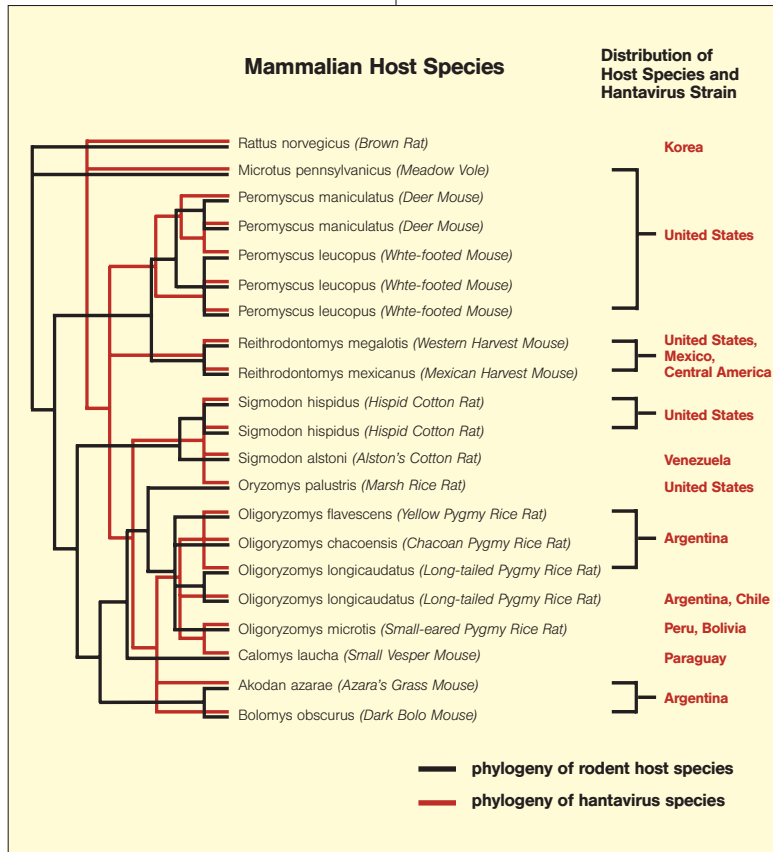 Mammalian Host Species
Distribution of
Host Species and
Hantavirus Strain
Rattus norvegicus (Brown Rat)
Korea
Microtus pennsylvanicus (Meadow Vole)
Peromyscus maniculatus (Deer Mouse)
Peromyscus maniculatus (Deer Mouse)
United States
Peromyscus leucopus (Whte-footed Mouse)
Peromyscus leucopus (Whte-footed Mouse)
Peromyscus leucopus (Whte-footed Mouse)
Reithrodontomys megalotis (Western Harvest Mouse)
United States,
Mexico,
Central America
Reithrodontomys mexicanus (Mexican Harvest Mouse)
Sigmodon hispidus (Hispid Cotton Rat)
United States
Sigmodon hispidus (Hispid Cotton Rat)
Sigmodon alstoni (Alston's Cotton Rat)
Venezuela
Oryzomys palustris (Marsh Rice Rat)
United States
Oligoryzomys flavescens (Yellow Pygmy Rice Rat)
Argentina
Oligoryzomys chacoensis (Chacoan Pygmy Rice Rat)
Oligoryzomys longicaudatus (Long-tailed Pygmy Rice Rat)
Oligoryzomys longicaudatus (Long-tailed Pygmy Rice Rat)
Argentina, Chile
Oligoryzomys microtis (Small-eared Pygmy Rice Rat)
Peru, Bolivia
Calomys laucha (Small Vesper Mouse)
Paraguay
Akodan azarae (Azara's Grass Mouse)
Argentina
Bolomys obscurus (Dark Bolo Mouse)
phylogeny of rodent host species
phylogeny of hantavirus species